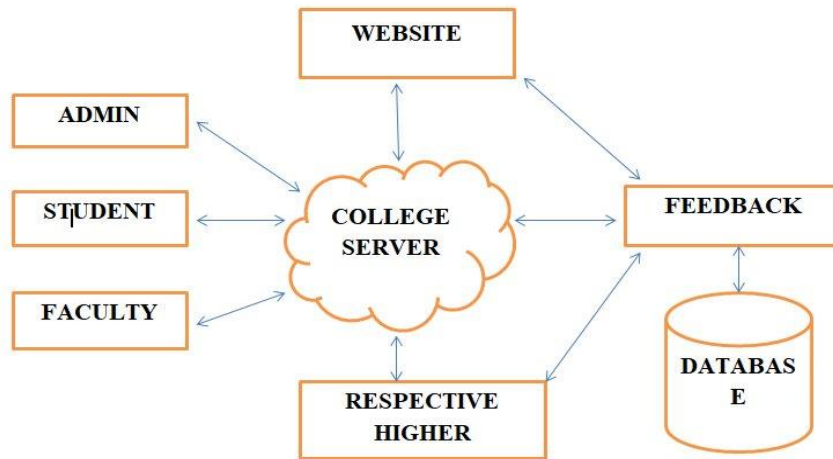 WEBSITE
ADMIN
STUDENT
COLLEGE
SERVER
FEEDBACK
FACULTY
DATABAS
E
RESPECTIVE
HIGHER